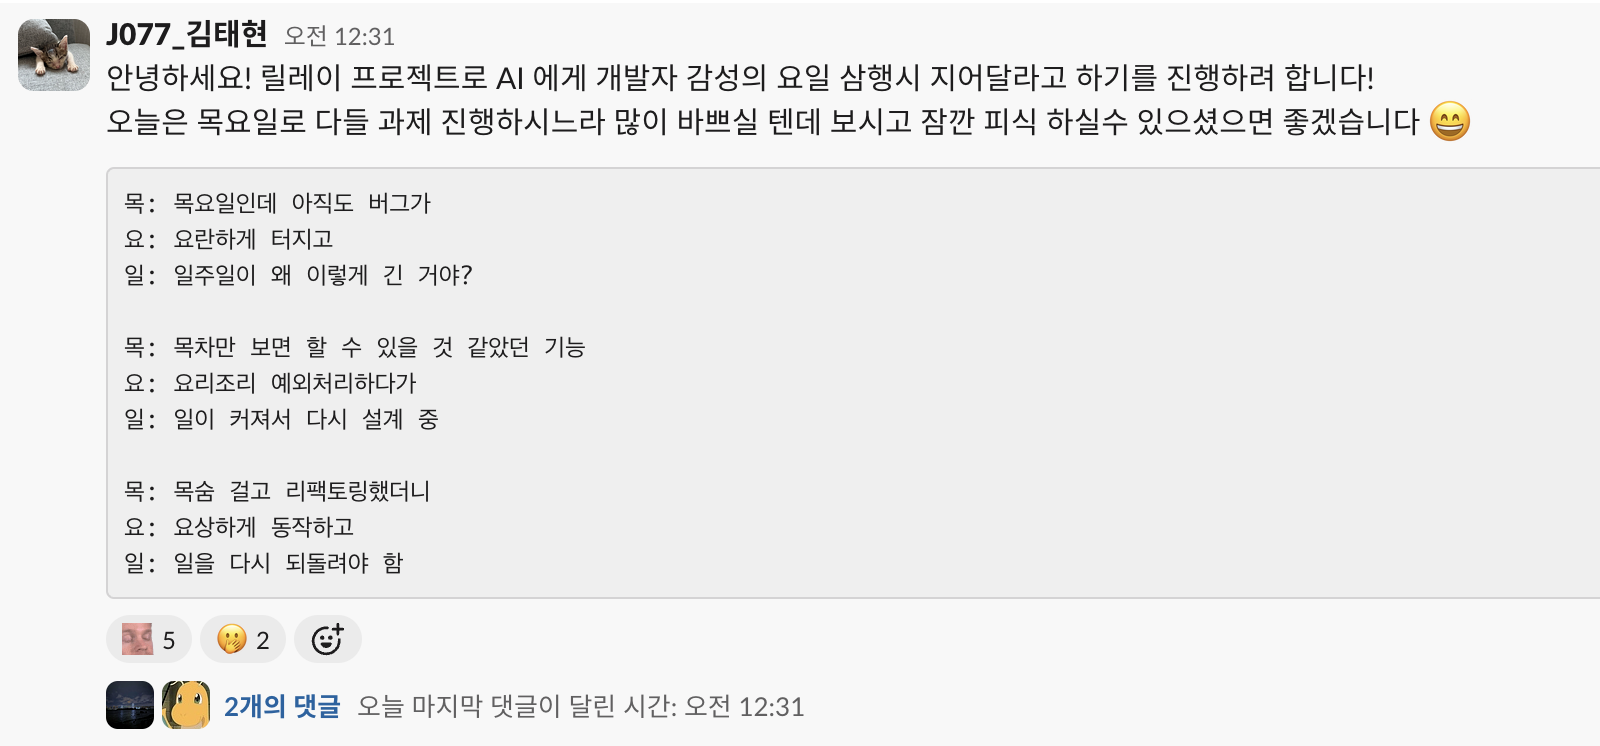 J077_김태현 오전 12:31
안녕하세요! 릴레이 프로젝트로 AI 에게 개발자 감성의 요일 삼행시 지어달라고 하기를 진행하려 합니다!
오늘은 목요일로 다들 과제 진행하시느라 많이 바쁘실 텐데 보시고 잠깐 피식 하실수 있으셨으면 좋겠습니다 😄
목: 목요일인데 아직도 버그가
요: 요란하게 터지고
일: 일주일이 왜 이렇게 긴 거야?
목: 목차만 보면 할 수 있을 것 같았던 기능
요: 요리조리 예외처리하다가
일: 일이 커져서 다시 설계 중
목: 목숨 걸고 리팩토링했더니
요: 요상하게 동작하고
일: 일을 다시 되돌려야 함
5 2
2개의 댓글 오늘 마지막 댓글이 달린 시간: 오전 12:31